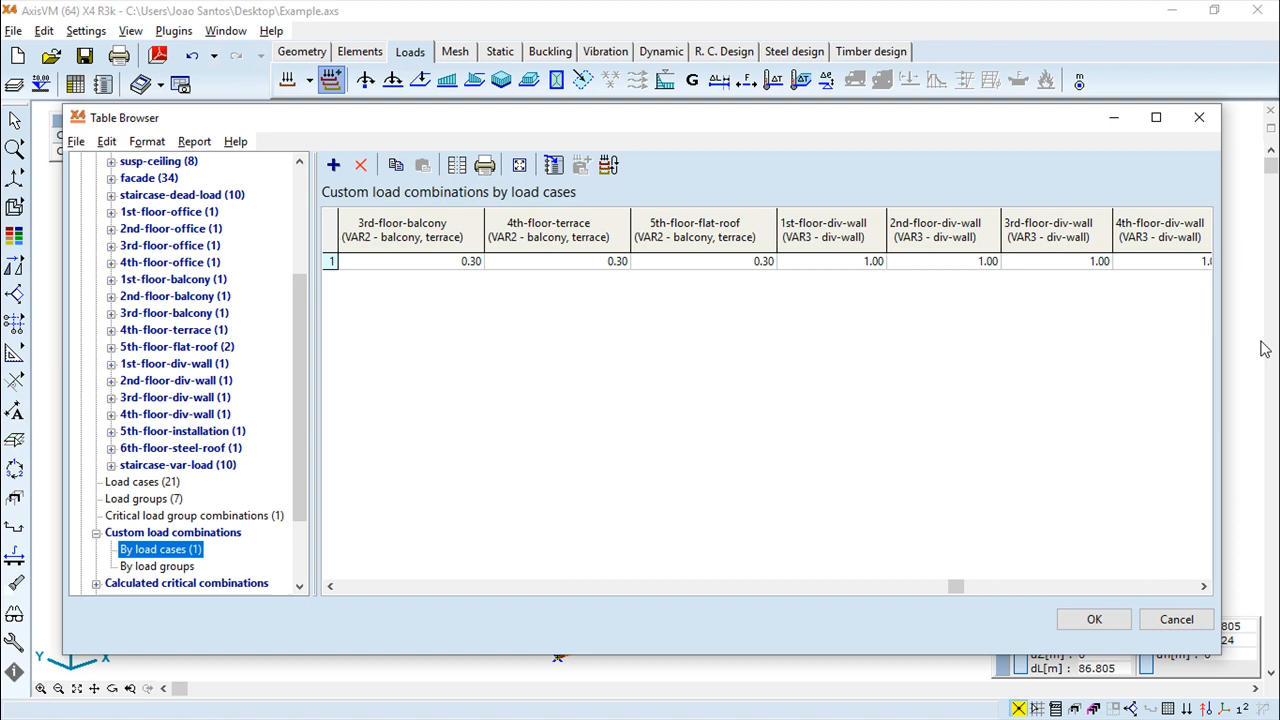 X4 AxisVM (64) X4 R3k - C:\Users\Joao Santos\Desktop\Example.axs
File Edit Settings View Plugins Window Help
Geometry Elements Loads Mesh Static Buckling Vibration Dynamic R. C. Design Steel design Timber design
X4 Table Browser
File Edit Format Report Help
susp-ceiling (8)
facade (34)
staircase-dead-load (10)
1st-floor-office (1)
2nd-floor-office (1)
3rd-floor-office (1)
4th-floor-office (1)
1st-floor-balcony (1)
2nd-floor-balcony (1)
3rd-floor-balcony (1)
4th-floor-terrace (1)
5th-floor-flat-roof (2)
1st-floor-div-wall (1)
2nd-floor-div-wall (1)
3rd-floor-div-wall (1)
4th-floor-div-wall (1)
5th-floor-installation (1)
6th-floor-steel-roof (1)
staircase-var-load (10)
Load cases (21)
Load groups (7)
Critical load group combinations (1)
Custom load combinations
By load cases (1)
By load groups
Calculated critical combinations
Custom load combinations by load cases
3rd-floor-balcony 4th-floor-terrace 5th-floor-flat-roof 1st-floor-div-wall 2nd-floor-div-wall 3rd-floor-div-wall 4th-floor-div-wall
(VAR2 - balcony, terrace) (VAR2 - balcony, terrace) (VAR2 - balcony, terrace) (VAR3 - div-wall) (VAR3 - div-wall) (VAR3 - div-wall) (VAR3 - div-wall)
1 0.30 0.30 0.30 1.00 1.00 1.00
OK Cancel
Y X
805
24
dL[m] : 86.805